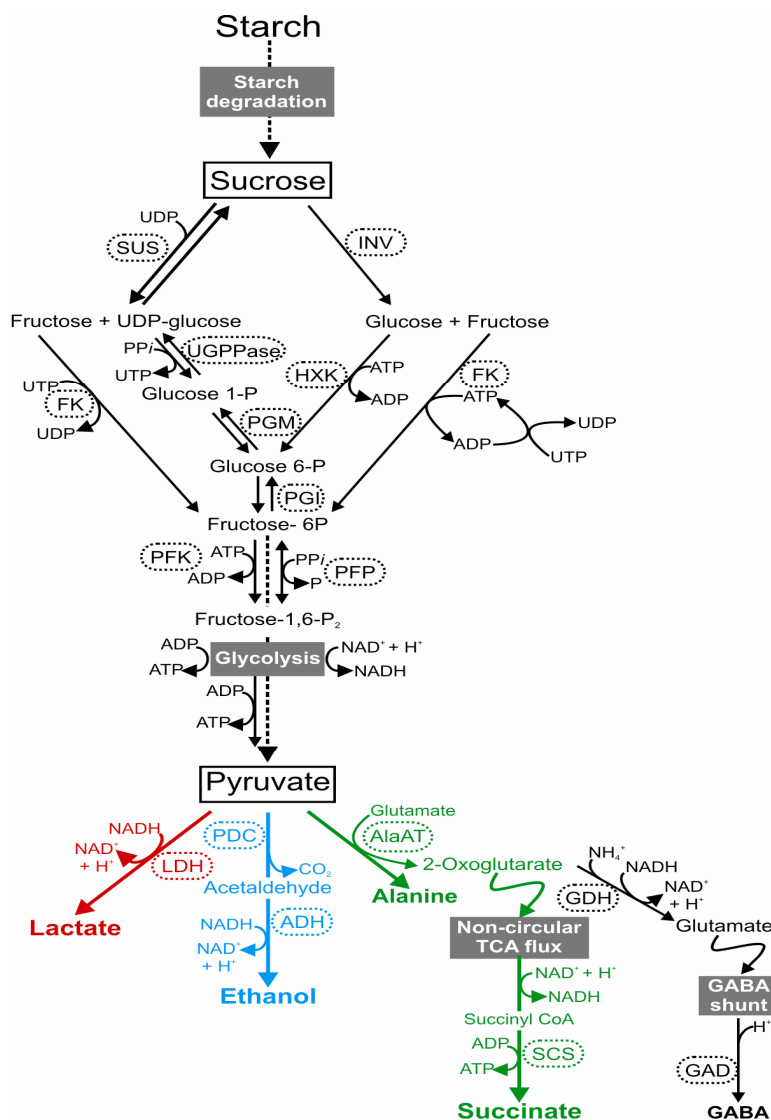 Starch
Starch
degradation
Sucrose
UDP
SUS
INV
Fructose + UDP-glucose
Glucose + Fructose
PPi
UGPPase
UTP
UTP
FK
UDP
Glucose 1-P
HXK
ATP
ADP
FK
ATP
ADP
UDP
UTP
PGM
Glucose 6-P
PGI
Fructose- 6P
PFK
ATP
ADP
PPi
P
PFP
Fructose-1,6-P₂
ADP
ATP
Glycolysis
NAD⁺ + H⁺
NADH
ADP
ATP
Pyruvate
NADH
NAD⁺
+ H⁺
LDH
Lactate
PDC
CO₂
Acetaldehyde
NADH
NAD⁺
+ H⁺
ADH
Ethanol
Glutamate
AlaAT
2-Oxoglutarate
Alanine
Non-circular
TCA flux
NAD⁺ + H⁺
NADH
Succinyl CoA
ADP
ATP
SCS
Succinate
NH₄⁺
NADH
GDH
NAD⁺
+ H⁺
Glutamate
GABA
shunt
H⁺
GAD
GABA